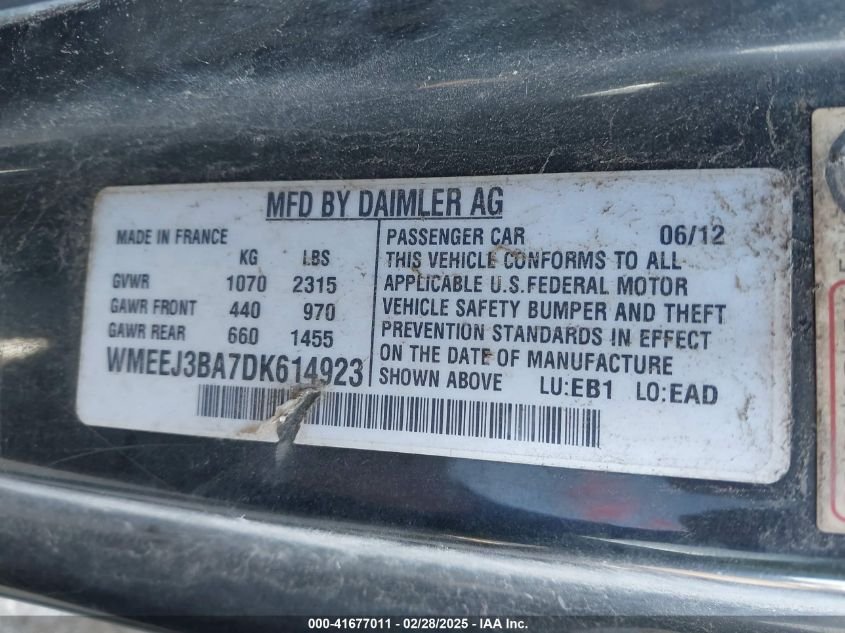 MFD BY DAIMLER AG
MADE IN FRANCE
KG LBS
GVWR 1070 2315
GAWR FRONT 440 970
GAWR REAR 660 1455
WMEEJ3BA7DK614923
PASSENGER CAR 06/12
THIS VEHICLE CONFORMS TO ALL
APPLICABLE U.S.FEDERAL MOTOR
VEHICLE SAFETY BUMPER AND THEFT
PREVENTION STANDARDS IN EFFECT
ON THE DATE OF MANUFACTURE
SHOWN ABOVE LU:EB1 LO:EAD
000-41677011 - 02/28/2025 - IAA Inc.